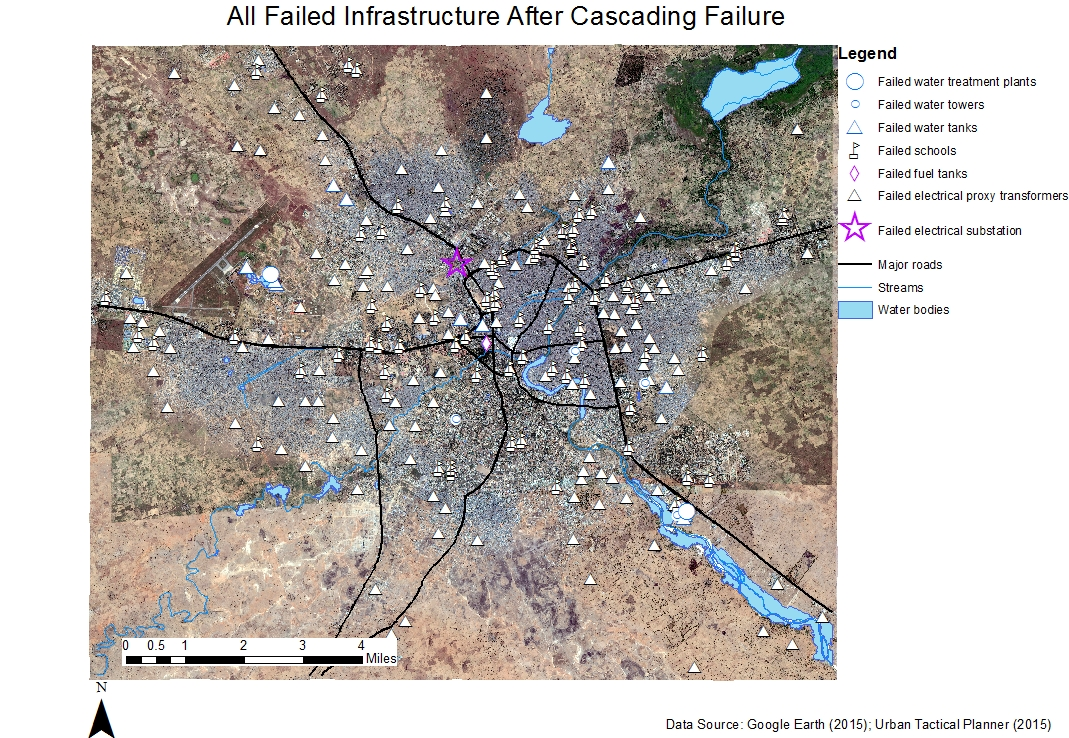 All Failed Infrastructure After Cascading Failure
Legend
Failed water treatment plants
Failed water towers
Failed water tanks
Failed schools
Failed fuel tanks
Failed electrical proxy transformers
Failed electrical substation
Major roads
Streams
Water bodies
0 0.5 1 2 3 4
Miles
N
Data Source: Google Earth (2015); Urban Tactical Planner (2015)